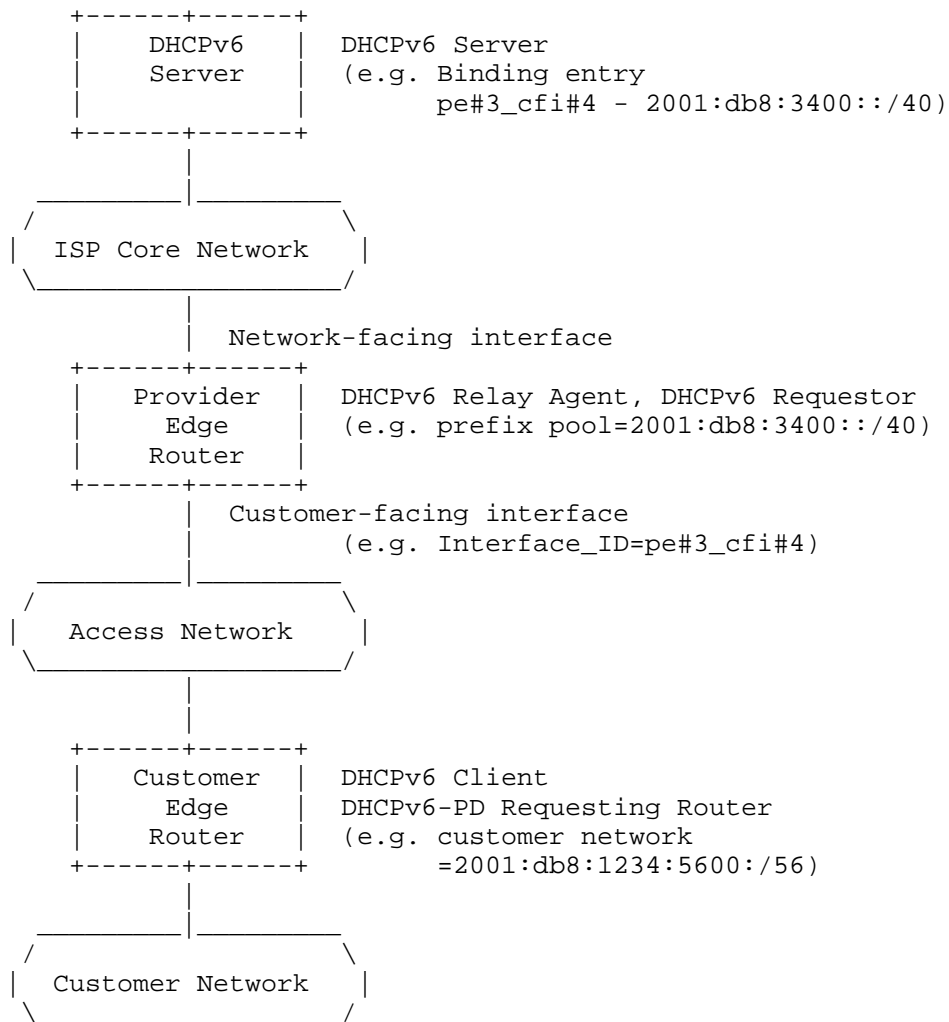 DHCPv6 DHCPv6 Server
Server (e.g. Binding entry
pe#3_cfi#4 - 2001:db8:3400::/40)
ISP Core Network
Network-facing interface
Provider DHCPv6 Relay Agent, DHCPv6 Requestor
Edge (e.g. prefix pool=2001:db8:3400::/40)
Router
Customer-facing interface
(e.g. Interface_ID=pe#3_cfi#4)
Access Network
Customer DHCPv6 Client
Edge DHCPv6-PD Requesting Router
Router (e.g. customer network
=2001:db8:1234:5600:/56)
Customer Network